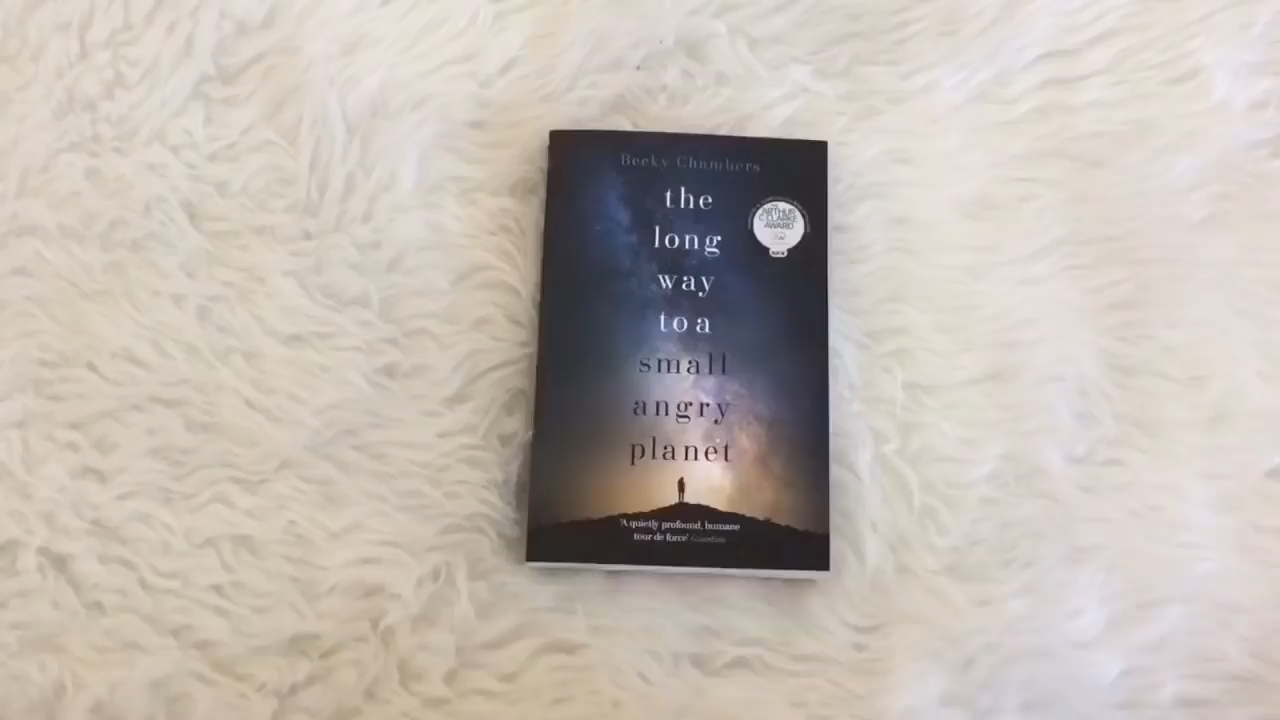 Becky Chambers
the
long
way
to a
small
angry
planet
THE
ARTHUR
C CLARKE
AWARD
'A quietly profound, humane
tour de force' Guardian